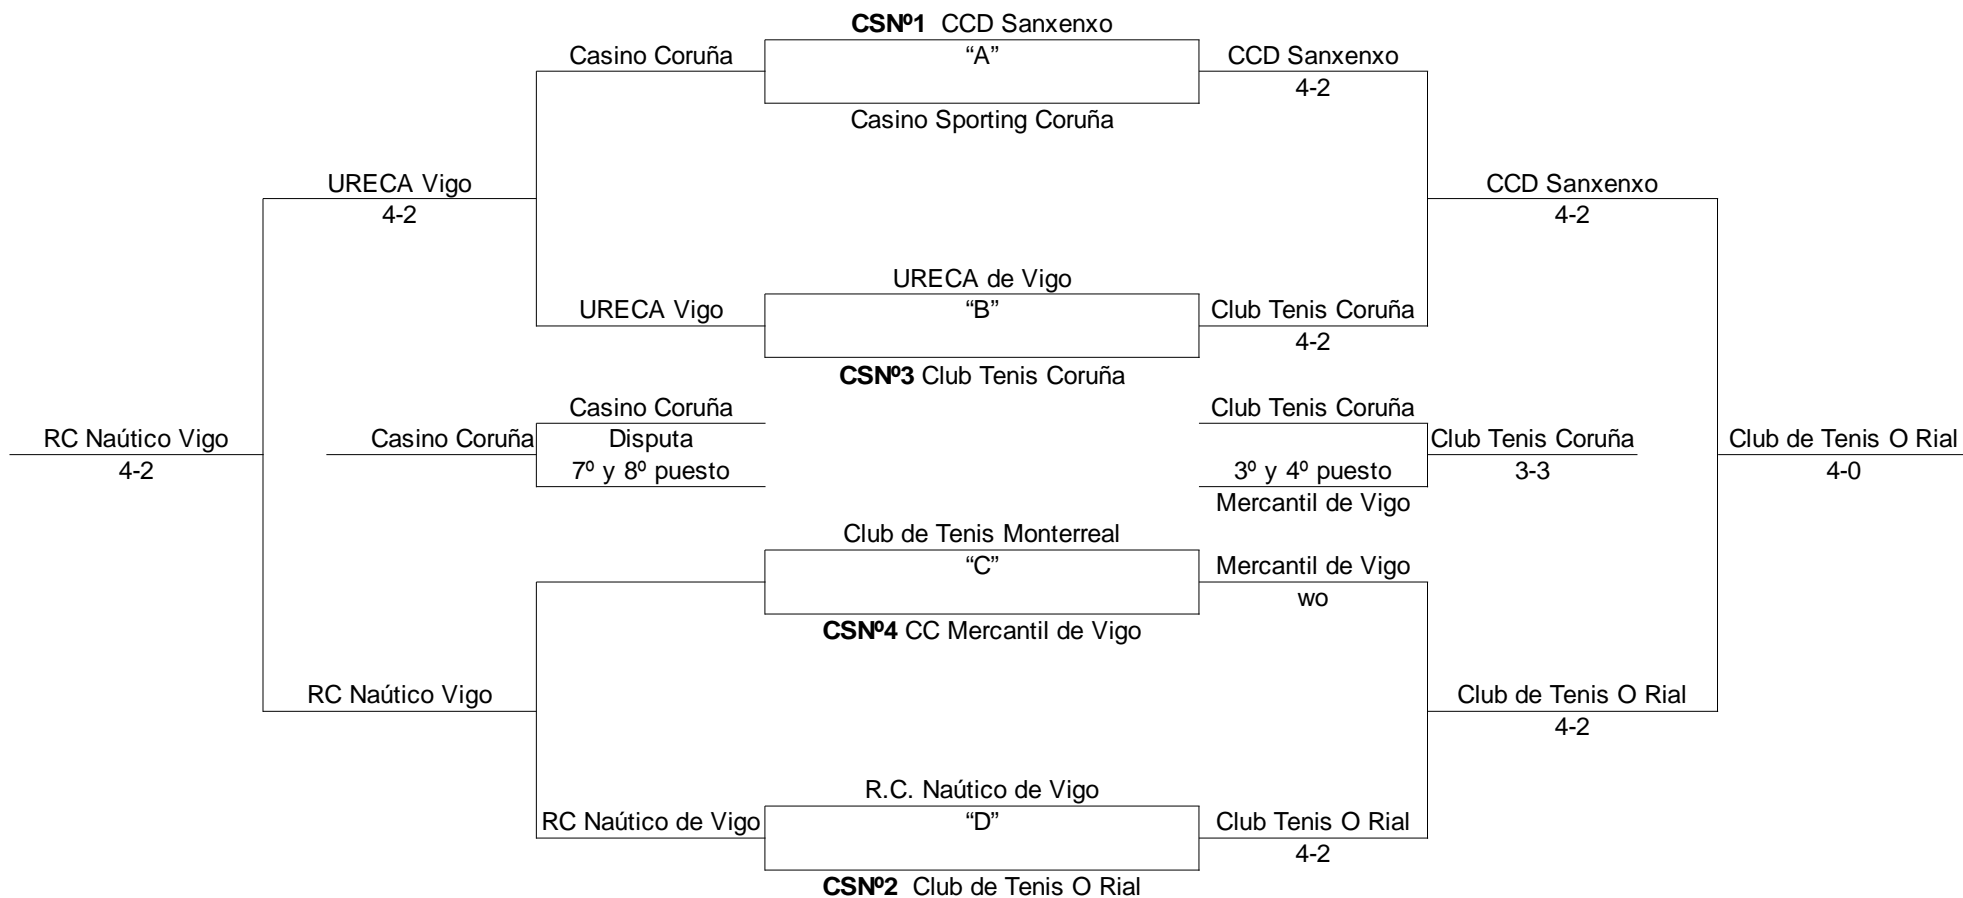 CSNº1 CCD Sanxenxo
Casino Coruña
“A”
CCD Sanxenxo
4-2
Casino Sporting Coruña
URECA Vigo
4-2
CCD Sanxenxo
4-2
URECA de Vigo
URECA Vigo
“B”
Club Tenis Coruña
4-2
CSNº3 Club Tenis Coruña
Casino Coruña
Club Tenis Coruña
RC Naútico Vigo
4-2
Casino Coruña
Disputa
7º y 8º puesto
3º y 4º puesto
Club Tenis Coruña
3-3
Club de Tenis O Rial
4-0
Mercantil de Vigo
Club de Tenis Monterreal
“C”
Mercantil de Vigo
wo
CSNº4 CC Mercantil de Vigo
RC Naútico Vigo
Club de Tenis O Rial
4-2
R.C. Naútico de Vigo
RC Naútico de Vigo
“D”
Club Tenis O Rial
4-2
CSNº2 Club de Tenis O Rial